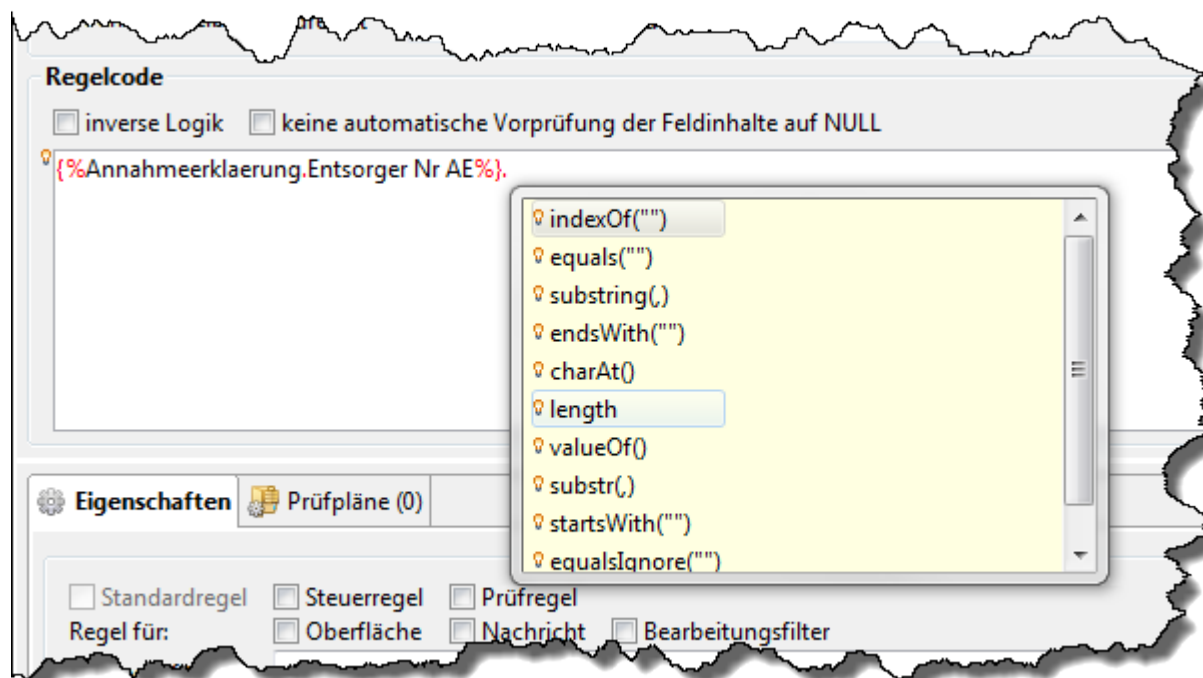 Regelcode
inverse Logik keine automatische Vorprüfung der Feldinhalte auf NULL
{%Annahmeerklaerung.Entsorger Nr AE%}.
indexOf("")
equals("")
substring(,)
endsWith("")
charAt()
length
valueOf()
substr(,)
startsWith("")
equalsIgnore("")
Eigenschaften Prüfpläne (0)
Standardregel Steuerregel Prüfregel
Regel für: Oberfläche Nachricht Bearbeitungsfilter